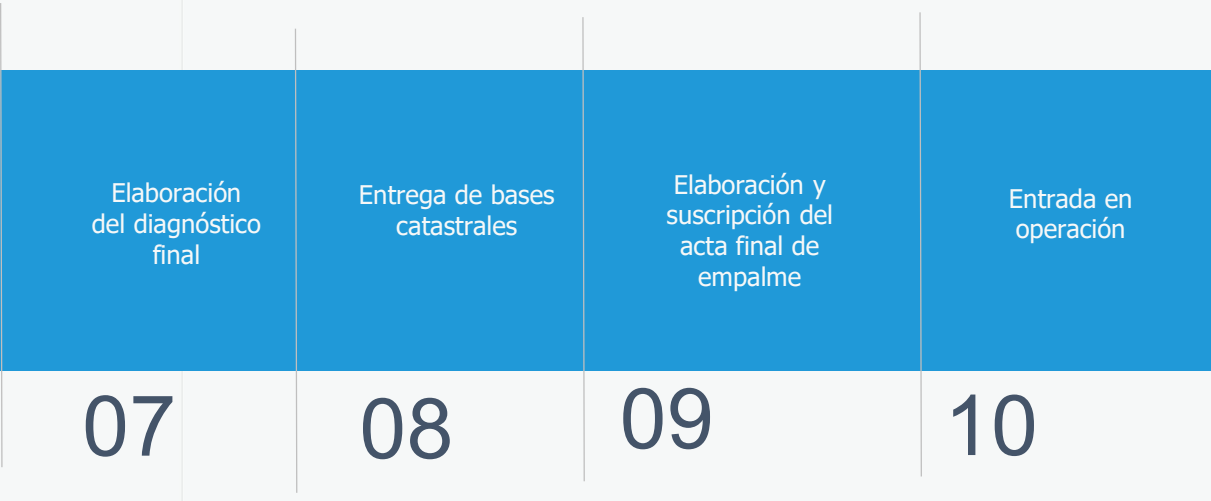 Elaboración
del diagnóstico
final
Entrega de bases
catastrales
Elaboración y
suscripción del
acta final de
empalme
Entrada en
operación
07
08
09
10